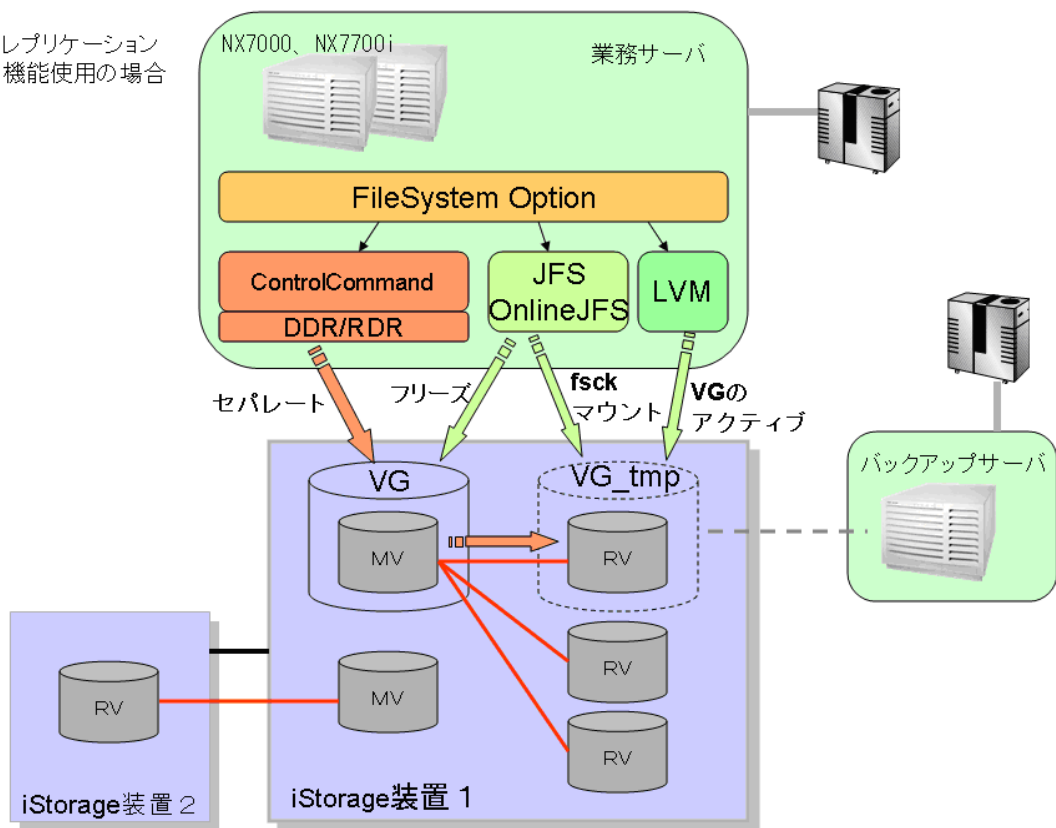 レプリケーション
機能使用の場合
NX7000、NX7700i
業務サーバ
FileSystem Option
ControlCommand
DDR/RDR
JFS
OnlineJFS
LVM
セパレート
フリーズ
fsck
マウント
VGの
アクティブ
バックアップサーバ
VG
VG_tmp
MV
RV
RV
MV
RV
RV
iStorage装置２
iStorage装置１